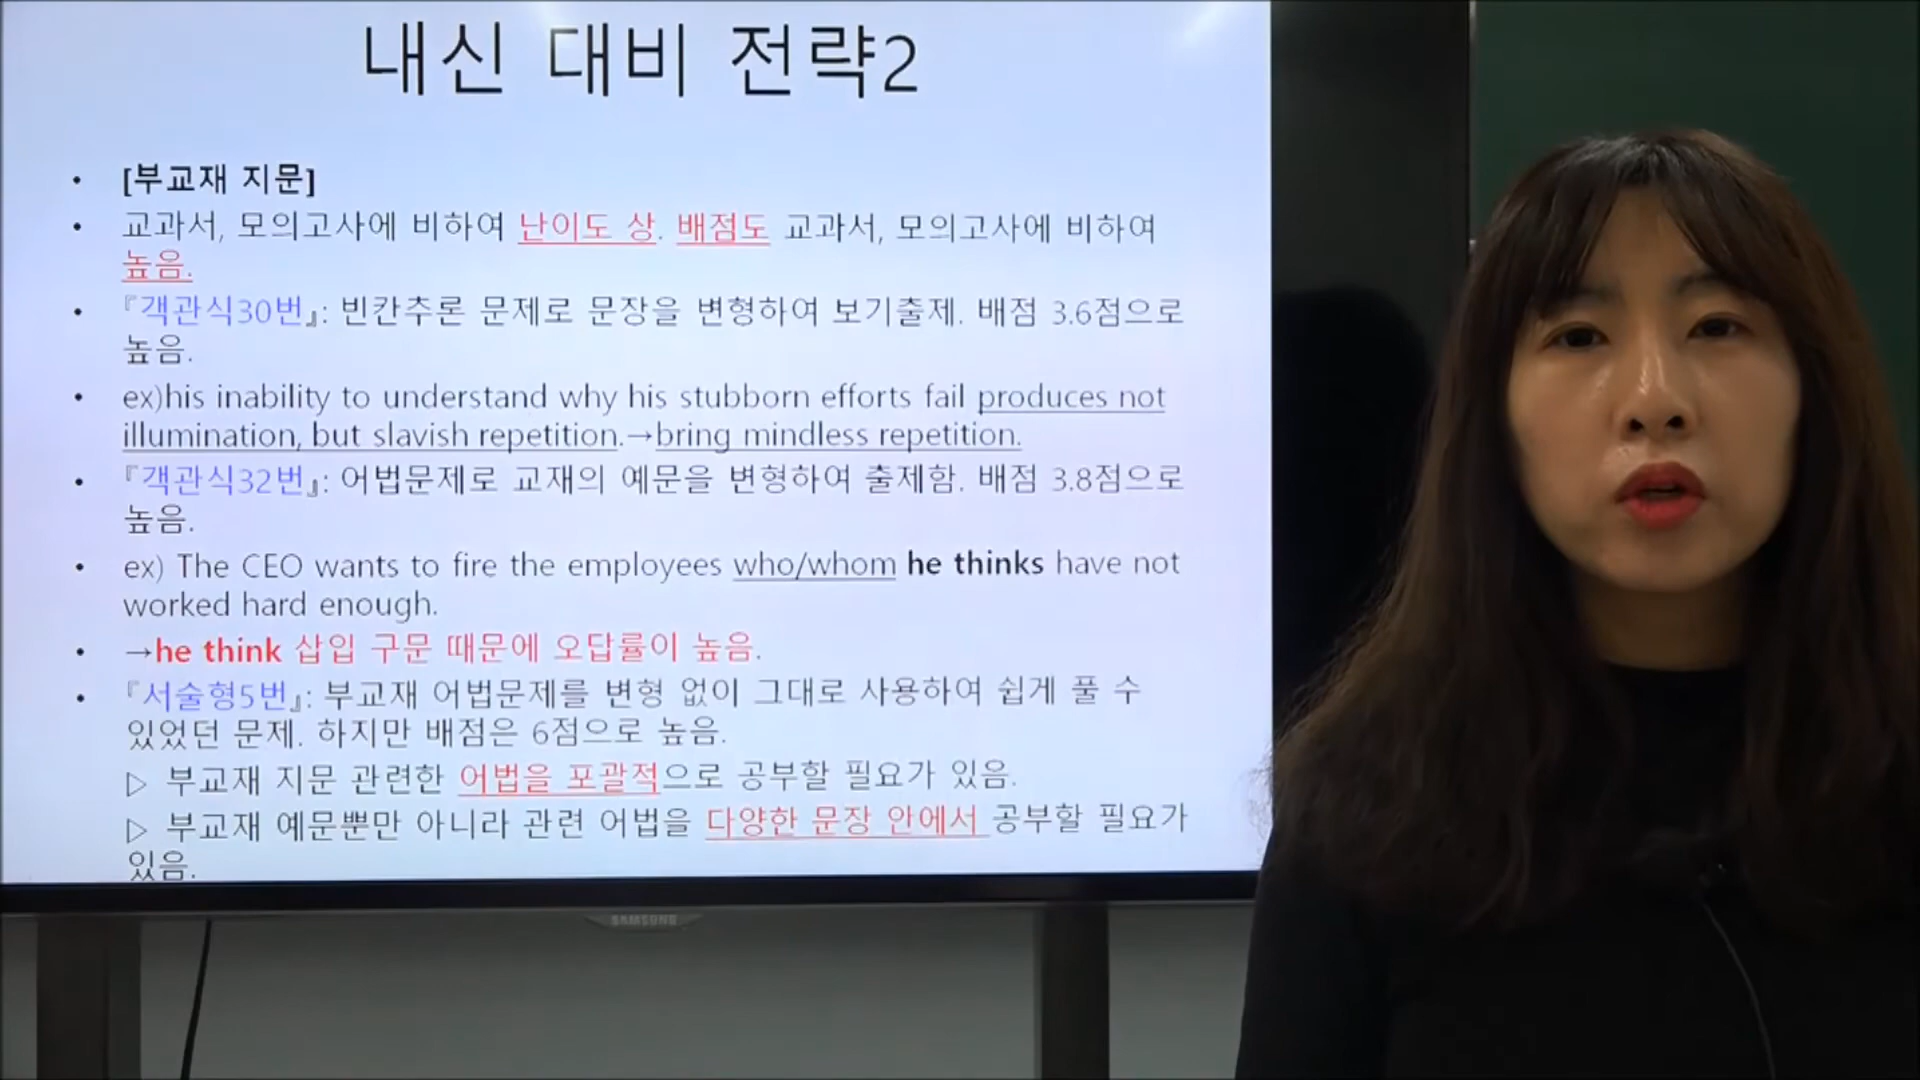 내신 대비 전략2
• [부교재 지문]
• 교과서, 모의고사에 비하여 난이도 상. 배점도 교과서, 모의고사에 비하여
높음.
• 『객관식30번』: 빈칸추론 문제로 문장을 변형하여 보기출제. 배점 3.6점으로
높음.
• ex)his inability to understand why his stubborn efforts fail produces not
illumination, but slavish repetition.→bring mindless repetition.
• 『객관식32번』: 어법문제로 교재의 예문을 변형하여 출제함. 배점 3.8점으로
높음.
• ex) The CEO wants to fire the employees who/whom he thinks have not
worked hard enough.
• →he think 삽입 구문 때문에 오답률이 높음.
• 『서술형5번』: 부교재 어법문제를 변형 없이 그대로 사용하여 쉽게 풀 수
있었던 문제. 하지만 배점은 6점으로 높음.
▷ 부교재 지문 관련한 어법을 포괄적으로 공부할 필요가 있음.
▷ 부교재 예문뿐만 아니라 관련 어법을 다양한 문장 안에서 공부할 필요가
있음.
SAMSUNG